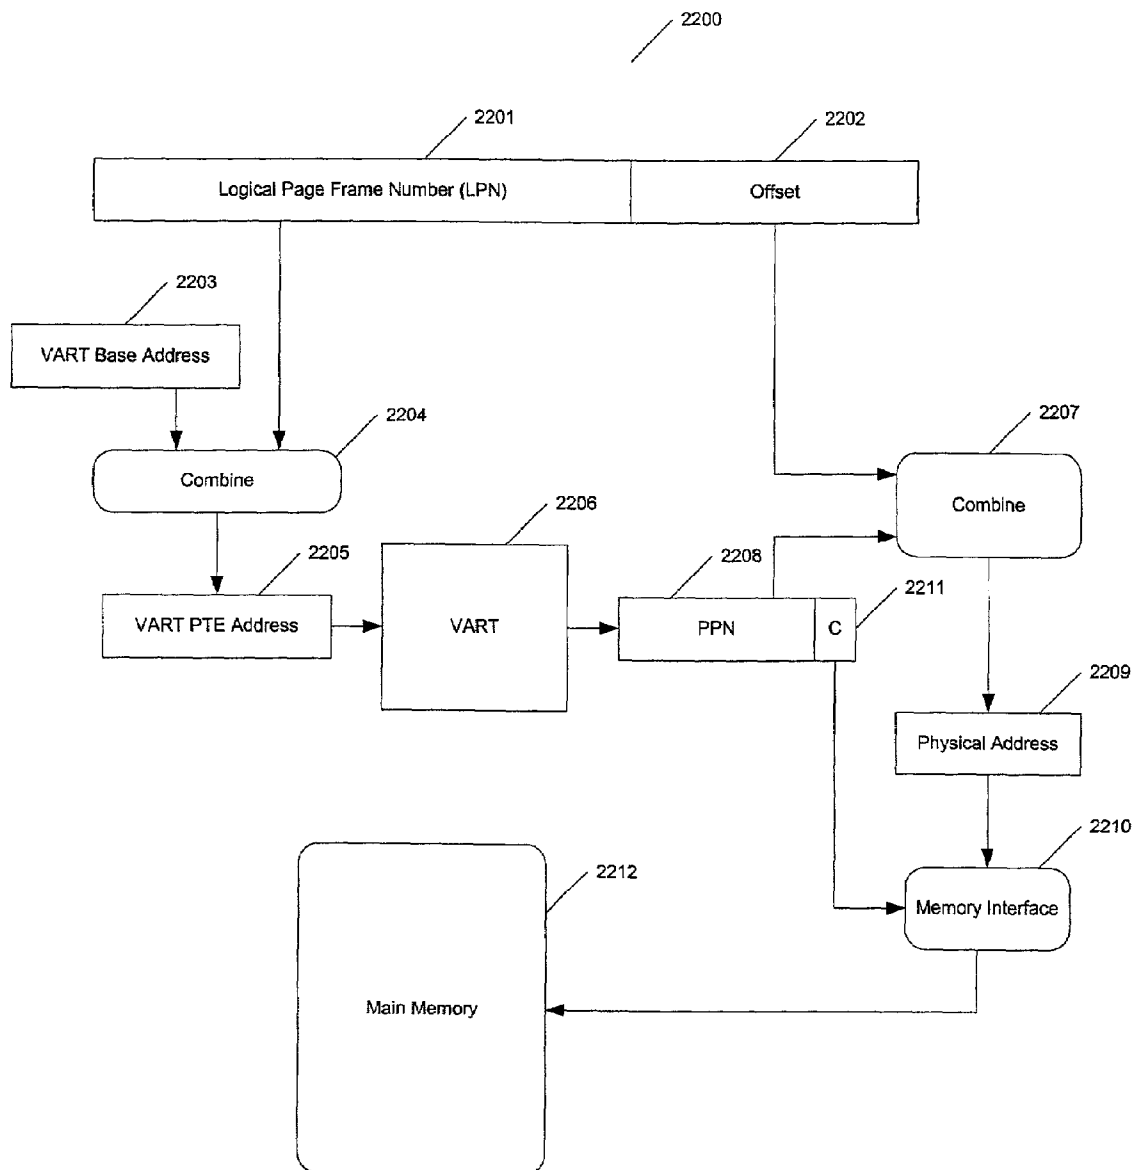 2200
2201
2202
Logical Page Frame Number (LPN)
Offset
2203
VART Base Address
2204
2207
Combine
Combine
2206
2205
2208
2211
VART PTE Address
VART
PPN
C
2209
Physical Address
2210
2212
Memory Interface
Main Memory